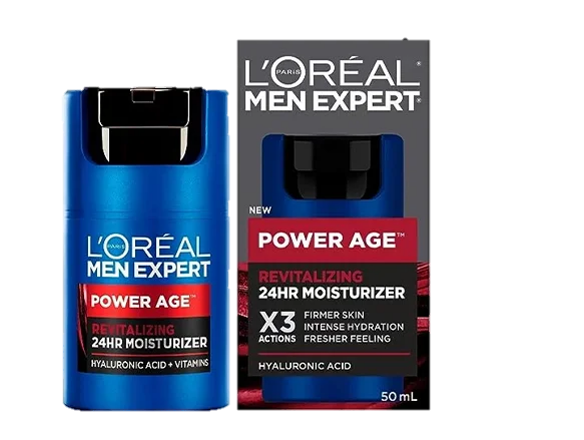 L'ORÉAL
PARIS
MEN EXPERT
POWER AGE™
REVITALIZING
24HR MOISTURIZER
HYALURONIC ACID + VITAMINS
L'ORÉAL
PARIS
MEN EXPERT®
NEW
POWER AGE™
REVITALIZING
24HR MOISTURIZER
X3
ACTIONS
FIRMER SKIN
INTENSE HYDRATION
FRESHER FEELING
HYALURONIC ACID
50 mL